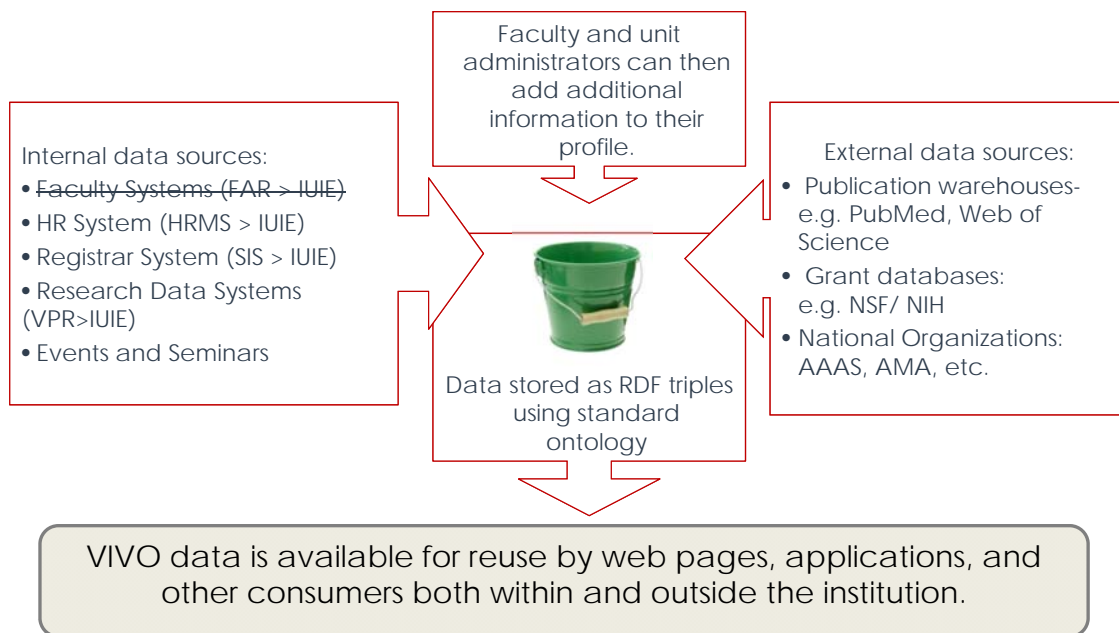 Faculty and unit
administrators can then
add additional
information to their
profile.
Internal data sources:
• Faculty Systems (FAR > IUIE)
• HR System (HRMS > IUIE)
• Registrar System (SIS > IUIE)
• Research Data Systems
(VPR>IUIE)
• Events and Seminars
External data sources:
• Publication warehouses-
e.g. PubMed, Web of
Science
• Grant databases:
e.g. NSF/ NIH
• National Organizations:
AAAS, AMA, etc.
Data stored as RDF triples
using standard
ontology
VIVO data is available for reuse by web pages, applications, and
other consumers both within and outside the institution.